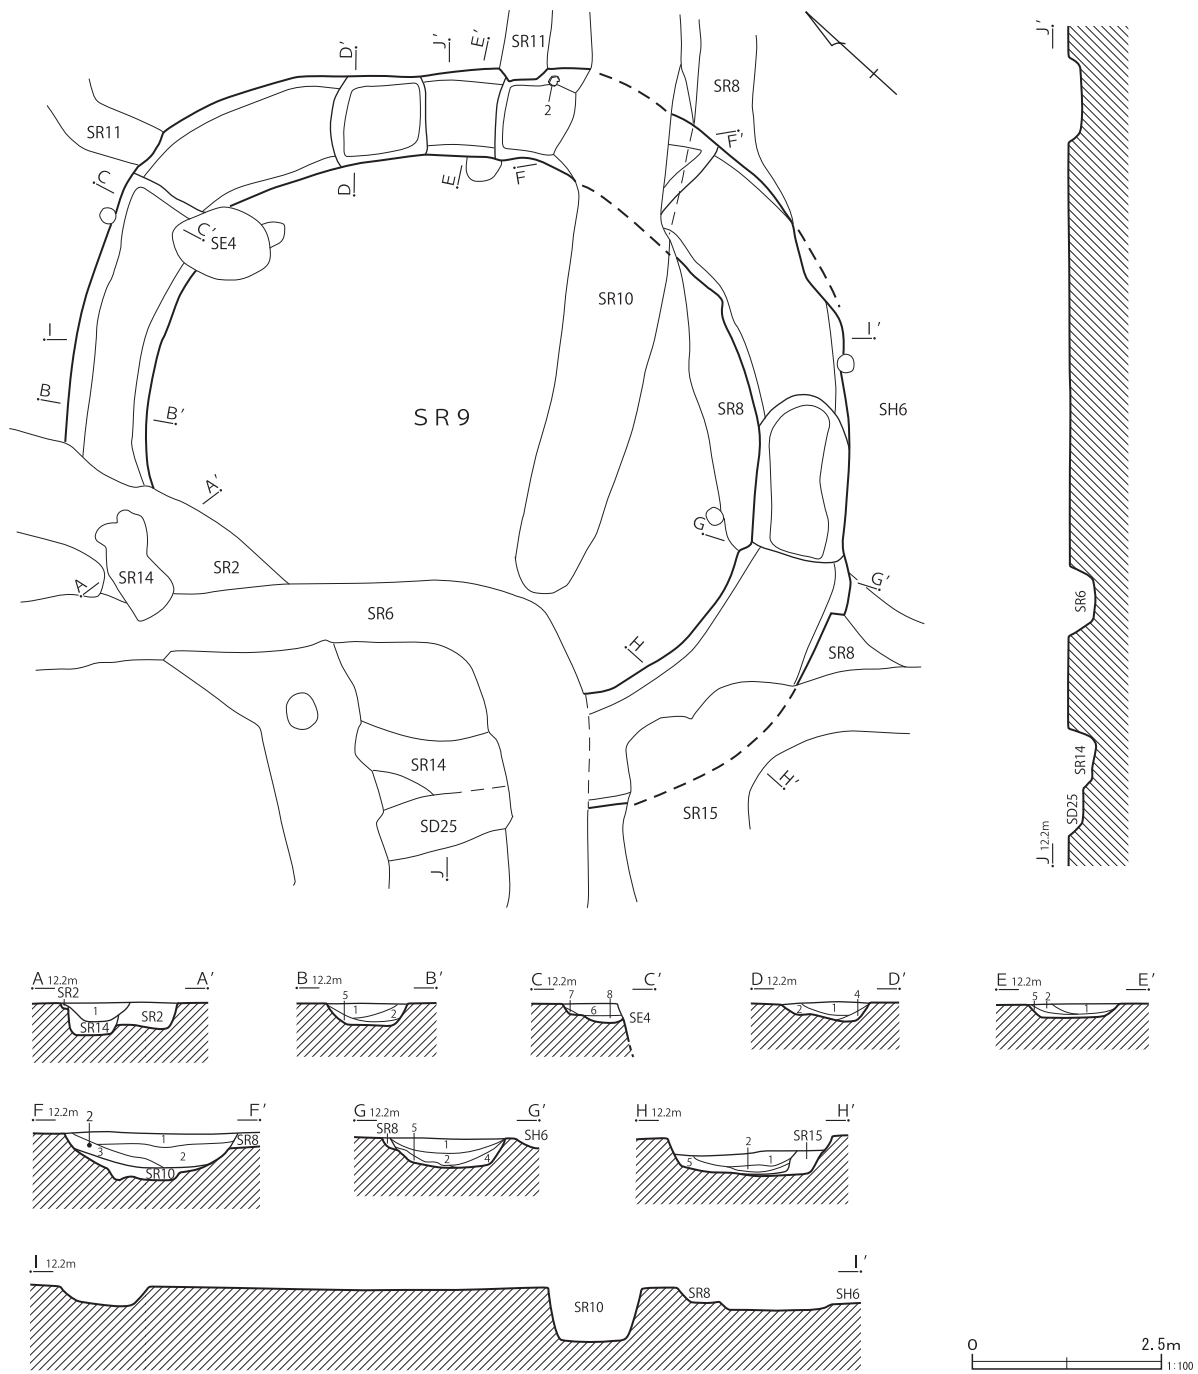 D'
J'
E'
SR11
SR8
J'
2
F'
SR11
C
D
E
F
C'
SE4
I
SR10
I'
B
B'
SR9
SR8
SH6
A'
G
A
SR14
SR2
G'
SR6
SR6
H
SR8
SR14
SR14
H'
SR15
SD25
SD25
J
J 12.2m
A 12.2m A'
SR2
1
SR14
SR2
B 12.2m B'
5
1
2
C 12.2m C'
7 8
6
SE4
D 12.2m D'
4
2
1
E 12.2m E'
5 2
1
F 12.2m F'
2
1
SR8
3
2
SR10
G 12.2m G'
5
SR8
SH6
1
2
4
H 12.2m H'
2
SR15
1
5
I 12.2m I'
SR10
SR8
SH6
0 2.5m
1:100